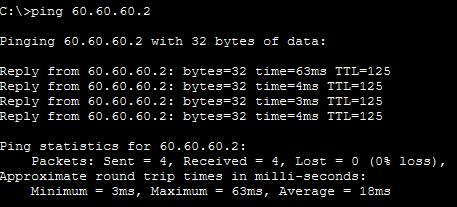 C:\>ping 60.60.60.2
Pinging 60.60.60.2 with 32 bytes of data:
Reply from 60.60.60.2: bytes=32 time=63ms TTL=125
Reply from 60.60.60.2: bytes=32 time=4ms TTL=125
Reply from 60.60.60.2: bytes=32 time=3ms TTL=125
Reply from 60.60.60.2: bytes=32 time=4ms TTL=125
Ping statistics for 60.60.60.2:
Packets: Sent = 4, Received = 4, Lost = 0 (0% loss),
Approximate round trip times in milli-seconds:
Minimum = 3ms, Maximum = 63ms, Average = 18ms